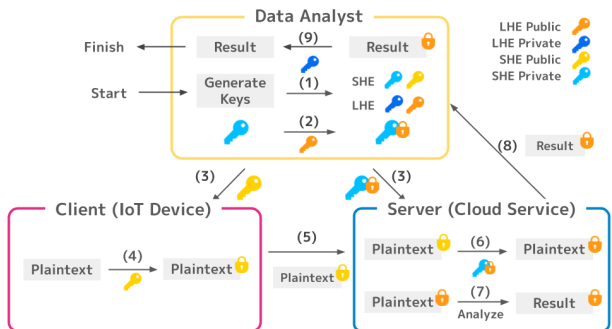 Data Analyst
LHE Public
LHE Private
SHE Public
SHE Private
Finish
Result
(9)
Result
Start
Generate
Keys
(1)
SHE
LHE
(2)
(8)
Result
(3)
(3)
Client (IoT Device)
Server (Cloud Service)
Plaintext
(4)
Plaintext
(5)
Plaintext
Plaintext
(6)
Plaintext
Plaintext
(7)
Analyze
Result